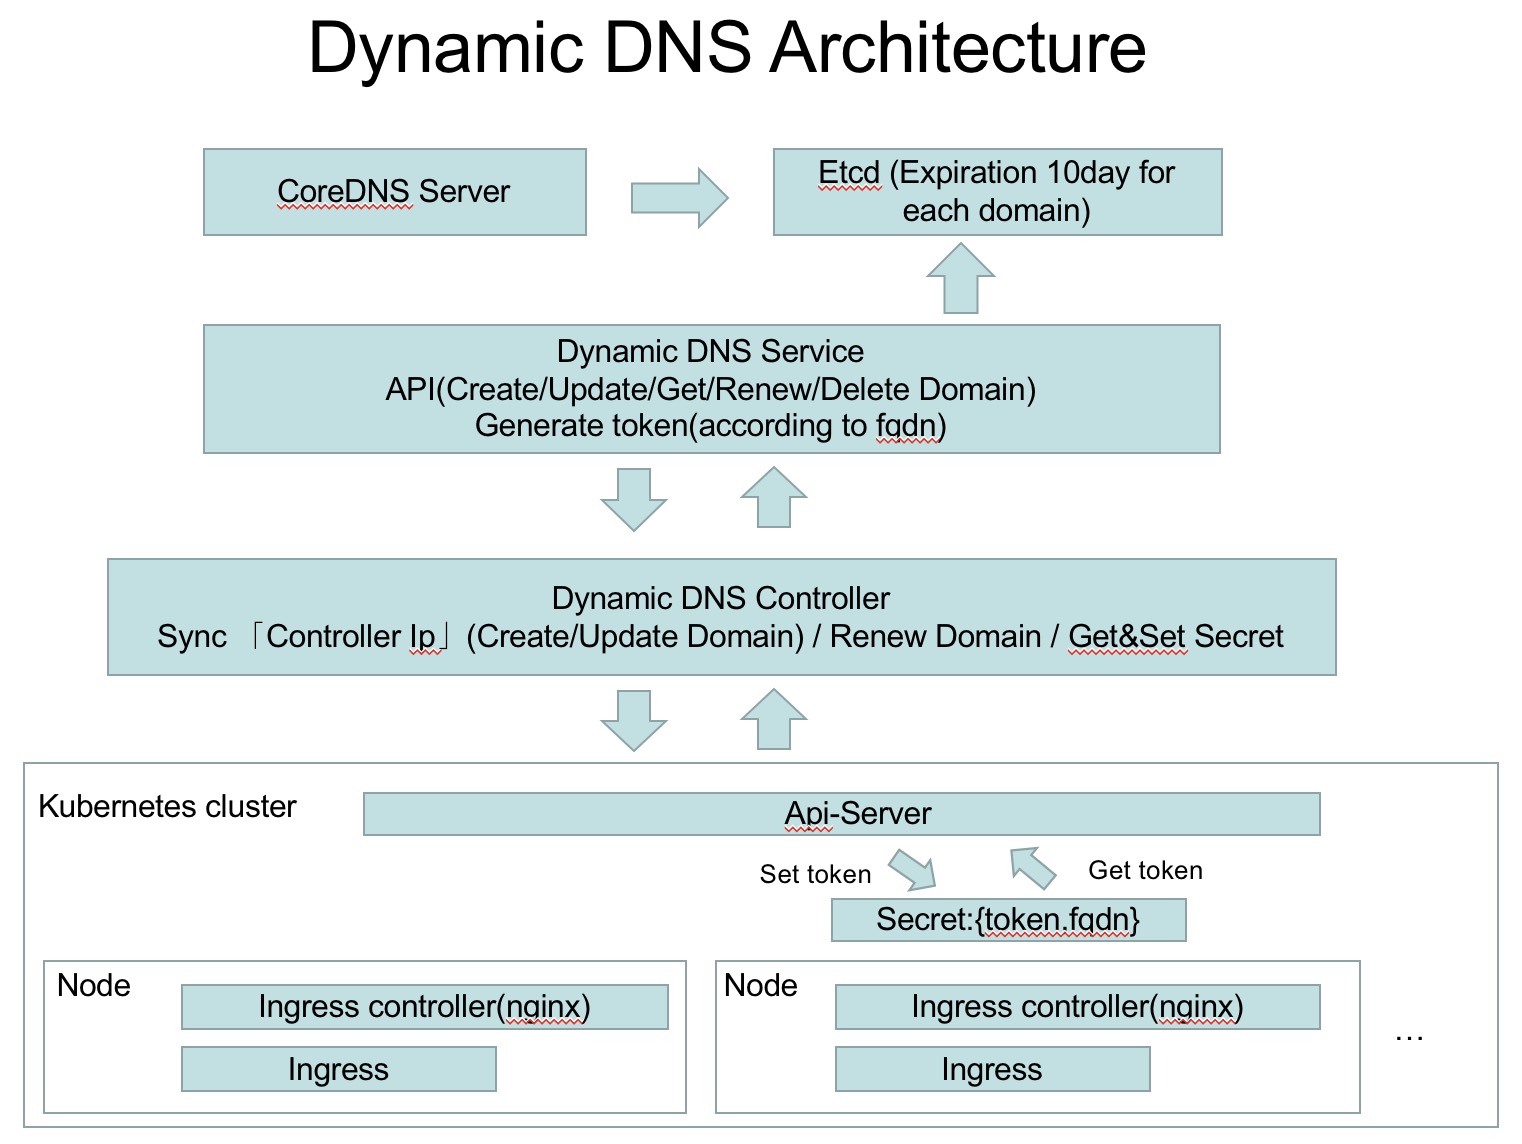 Dynamic DNS Architecture
CoreDNS Server
Etcd (Expiration 10day for
each domain)
Dynamic DNS Service
API(Create/Update/Get/Renew/Delete Domain)
Generate token(according to fqdn)
Dynamic DNS Controller
Sync 「Controller Ip」(Create/Update Domain) / Renew Domain / Get&Set Secret
Kubernetes cluster
Api-Server
Set token
Get token
Secret:{token.fqdn}
Node
Ingress controller(nginx)
Ingress
Node
Ingress controller(nginx)
Ingress
...